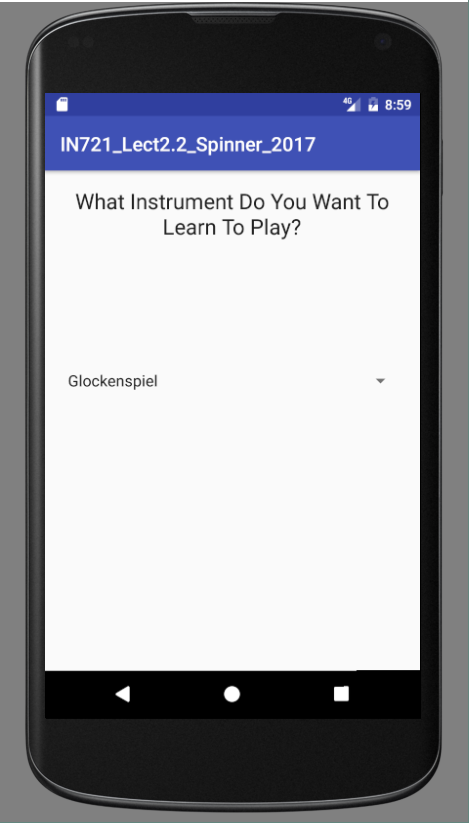 4G 8:59
IN721_Lect2.2_Spinner_2017
What Instrument Do You Want To
Learn To Play?
Glockenspiel